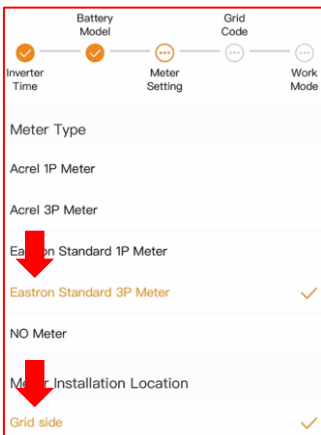 Battery Model
Grid Code
Inverter Time
Meter Setting
Work Mode
Meter Type
Acrel 1P Meter
Acrel 3P Meter
Eastron Standard 1P Meter
Eastron Standard 3P Meter
NO Meter
Meter Installation Location
Grid side